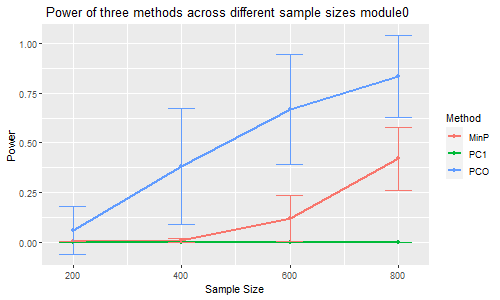 Power of three methods across different sample sizes module0
Power
1.00
0.75
0.50
0.25
0.00
200 400 600 800
Sample Size
Method
MinP
PC1
PCO